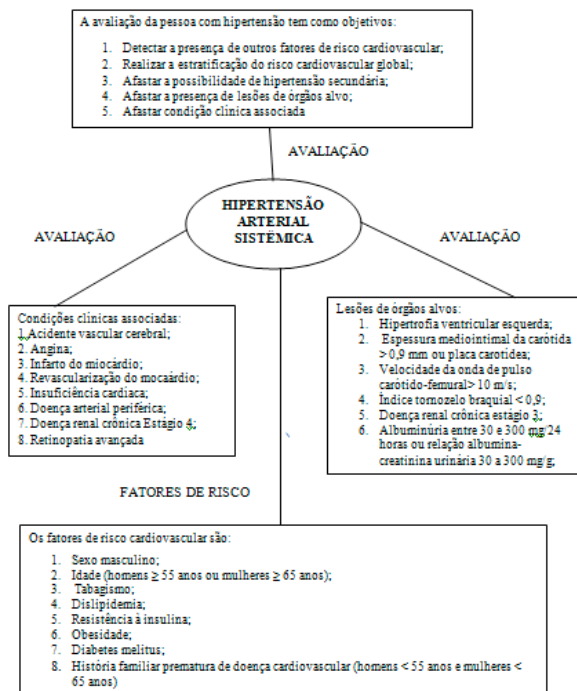 A avaliação da pessoa com hipertensão tem como objetivos:
1. Detectar a presença de outros fatores de risco cardiovascular;
2. Realizar a estratificação do risco cardiovascular global;
3. Afastar a possibilidade de hipertensão secundária;
4. Afastar a presença de lesões de órgãos alvo;
5. Afastar condição clínica associada
AVALIAÇÃO
HIPERTENSÃO
ARTERIAL
SISTÊMICA
AVALIAÇÃO
AVALIAÇÃO
Condições clínicas associadas:
1.Acidente vascular cerebral;
2. Angina;
3. Infarto do miocárdio;
4. Revascularização do mocaárdio;
5. Insuficiência cardíaca;
6. Doença arterial periférica;
7. Doença renal crônica Estágio 4;
8. Retinopatia avançada
Lesões de órgãos alvos:
1. Hipertrofia ventricular esquerda;
2. Espessura mediointimal da carótida
> 0,9 mm ou placa carotídea;
3. Velocidade da onda de pulso
carótido-femural> 10 m/s;
4. Índice tornozelo braquial < 0,9;
5. Doença renal crônica estágio 3;
6. Albuminúria entre 30 e 300 mg/24
horas ou relação albumina-
creatinina urinária 30 a 300 mg/g;
FATORES DE RISCO
Os fatores de risco cardiovascular são:
1. Sexo masculino;
2. Idade (homens ≥ 55 anos ou mulheres ≥ 65 anos);
3. Tabagismo;
4. Dislipidemia;
5. Resistência à insulina;
6. Obesidade;
7. Diabetes melitus;
8. História familiar prematura de doença cardiovascular (homens < 55 anos e mulheres <
65 anos)